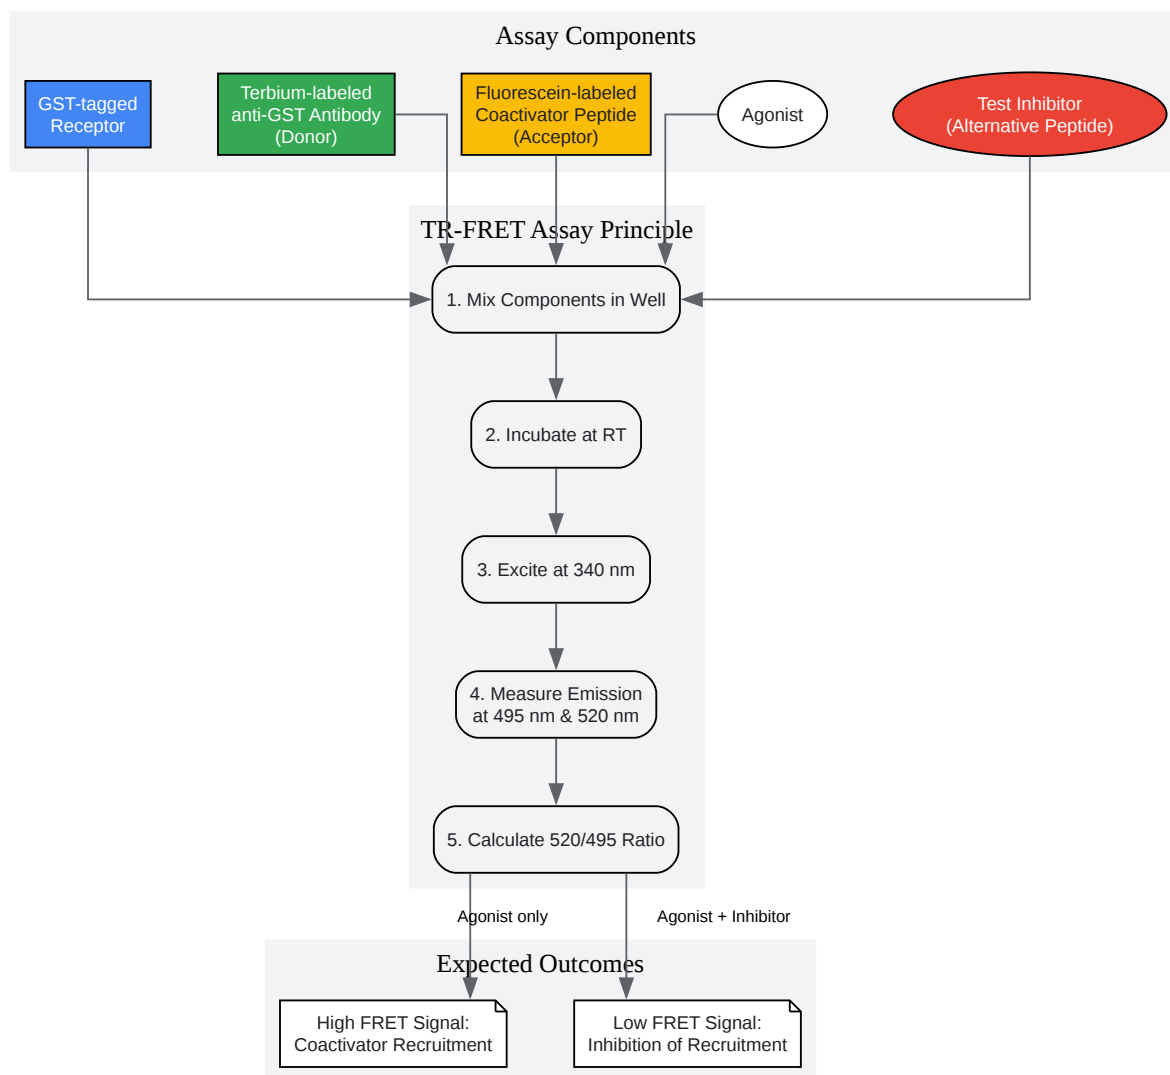 Assay Components
GST-tagged
Receptor
Terbium-labeled
anti-GST Antibody
(Donor)
Fluorescein-labeled
Coactivator Peptide
(Acceptor)
Agonist
Test Inhibitor
(Alternative Peptide)
TR-FRET Assay Principle
1. Mix Components in Well
2. Incubate at RT
3. Excite at 340 nm
4. Measure Emission
at 495 nm & 520 nm
5. Calculate 520/495 Ratio
Agonist only
Agonist + Inhibitor
Expected Outcomes
High FRET Signal:
Coactivator Recruitment
Low FRET Signal:
Inhibition of Recruitment